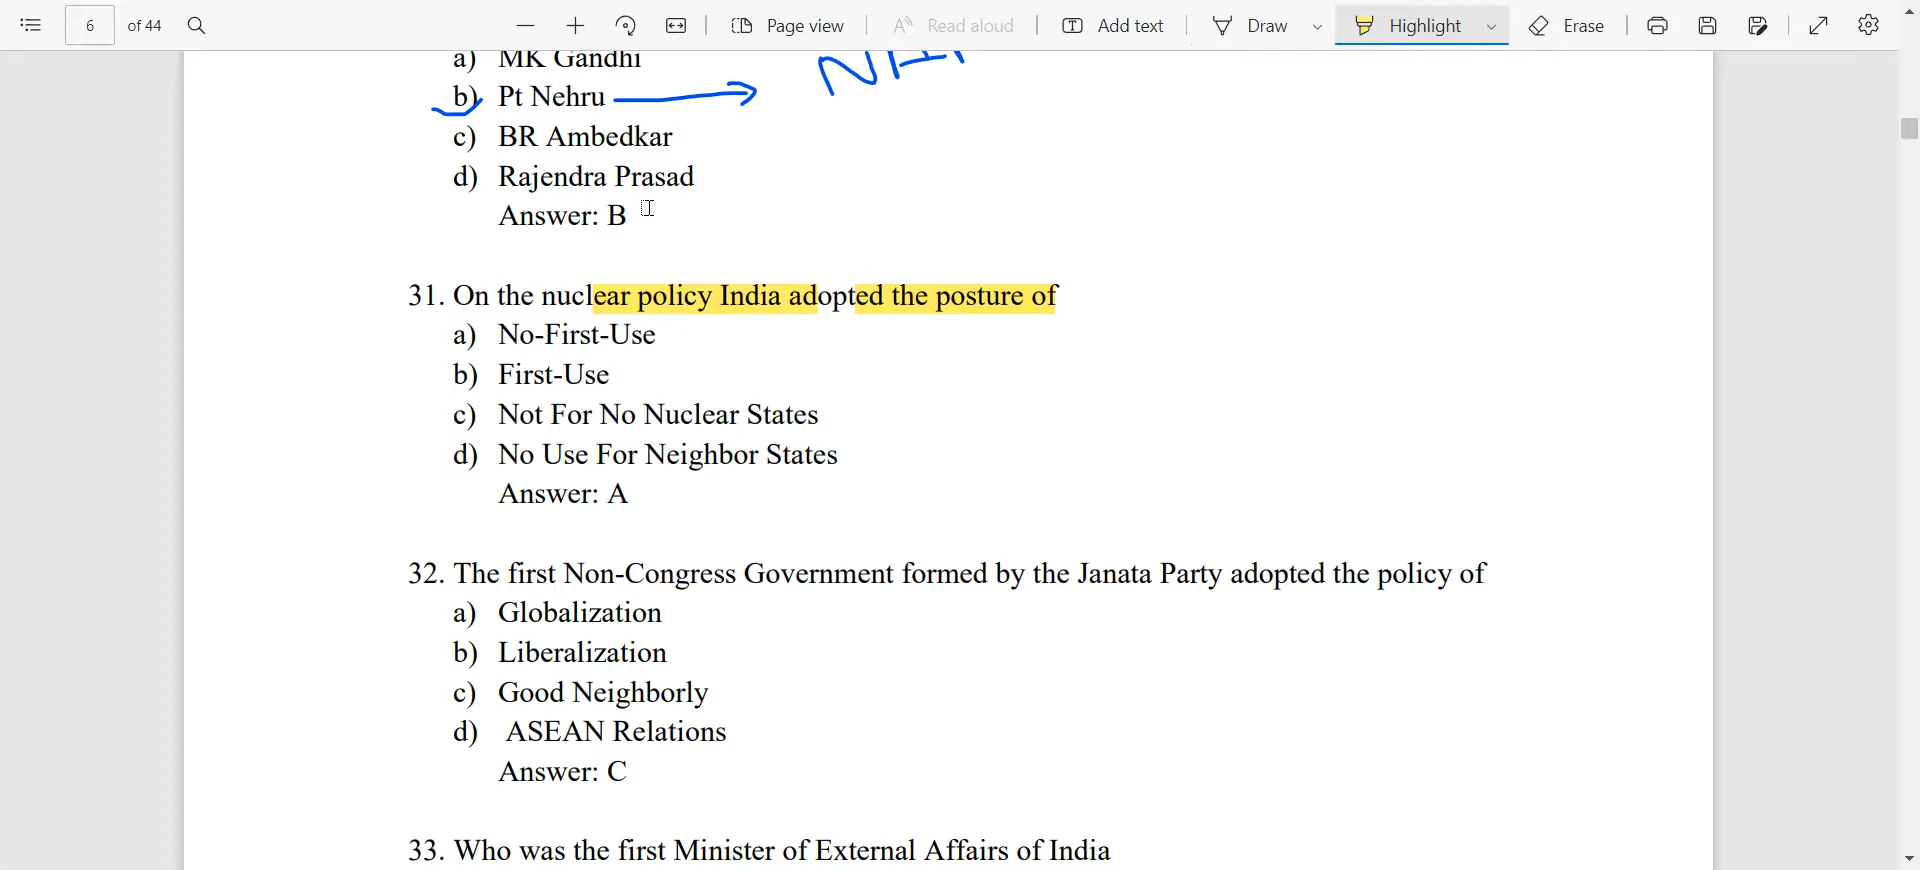 6 of 44 Page view Read aloud Add text Draw Highlight Erase
a) MK Gandhi
b) Pt Nehru
c) BR Ambedkar
d) Rajendra Prasad
Answer: B
31. On the nuclear policy India adopted the posture of
a) No-First-Use
b) First-Use
c) Not For No Nuclear States
d) No Use For Neighbor States
Answer: A
32. The first Non-Congress Government formed by the Janata Party adopted the policy of
a) Globalization
b) Liberalization
c) Good Neighborly
d) ASEAN Relations
Answer: C
33. Who was the first Minister of External Affairs of India